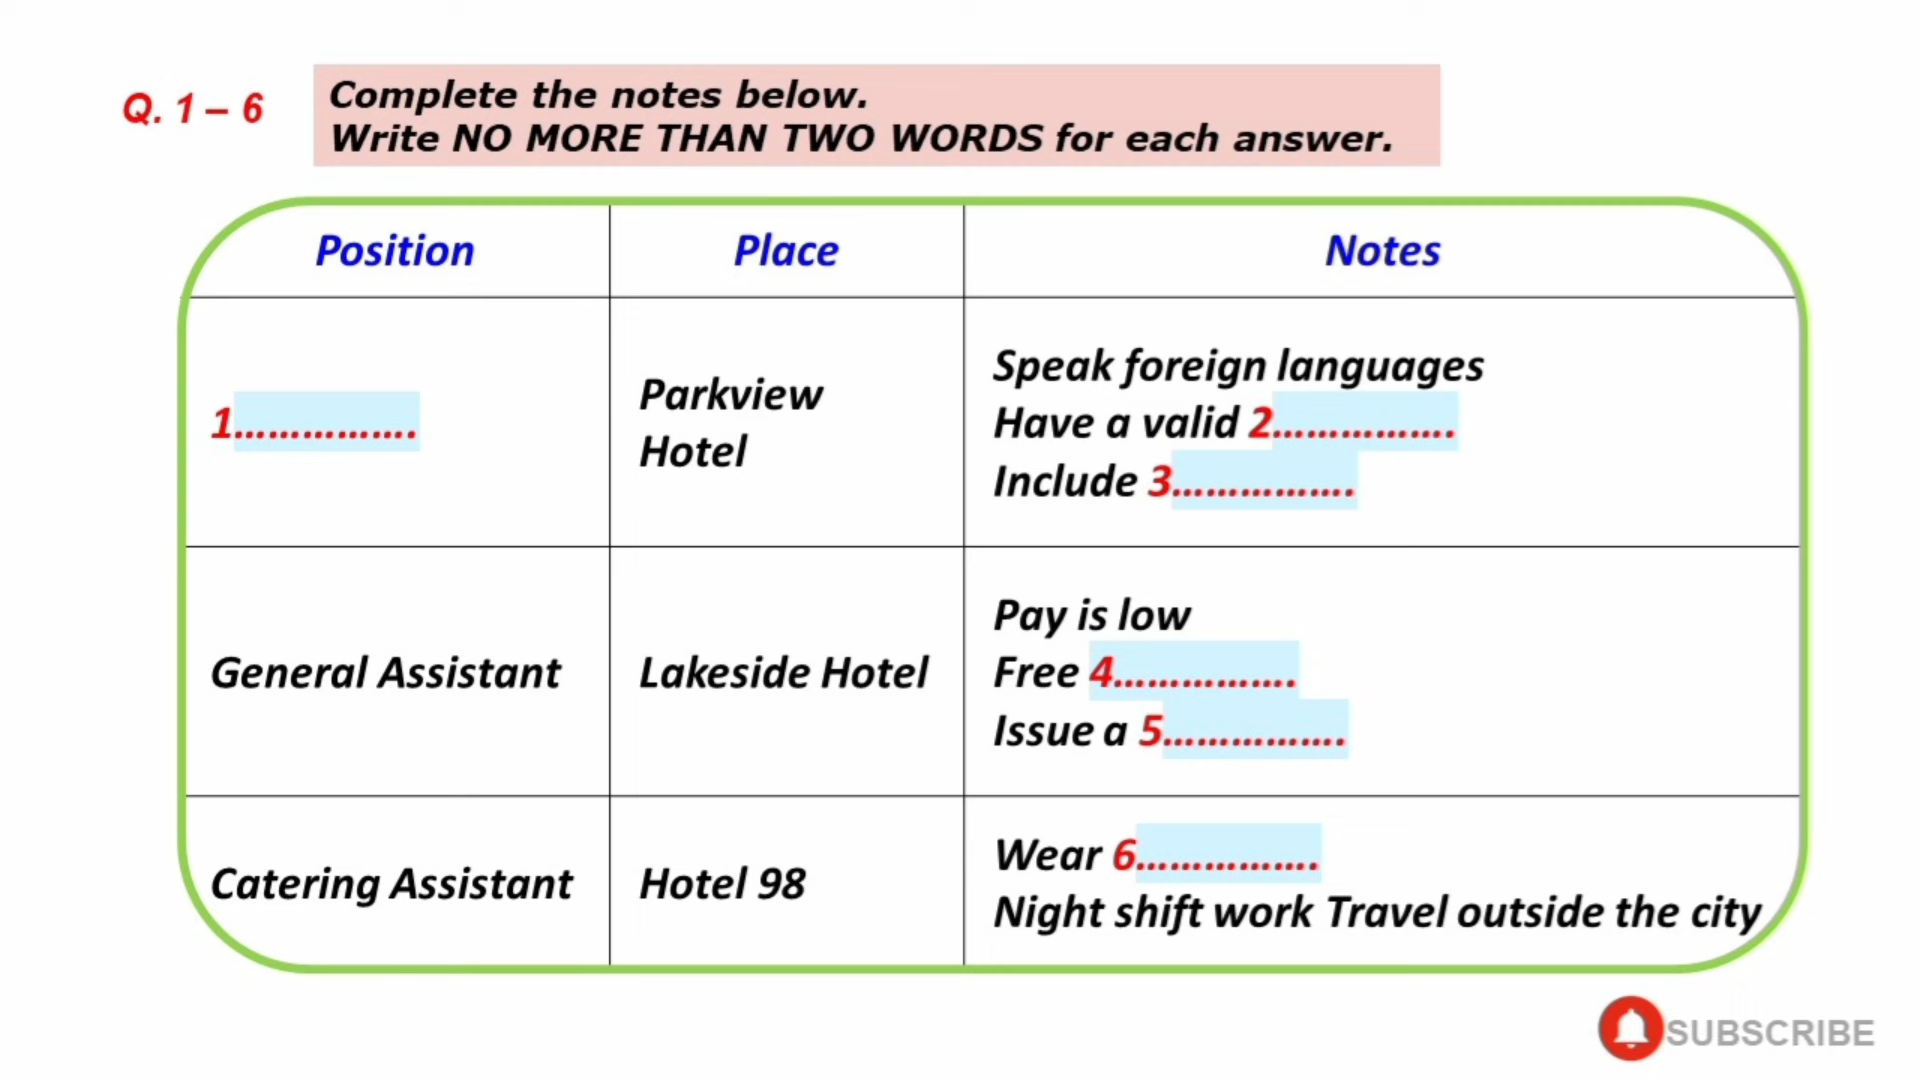 Q. 1 – 6
Complete the notes below.
Write NO MORE THAN TWO WORDS for each answer.
Position
Place
Notes
1................
Parkview
Hotel
Speak foreign languages
Have a valid 2................
Include 3................
General Assistant
Lakeside Hotel
Pay is low
Free 4................
Issue a 5................
Catering Assistant
Hotel 98
Wear 6................
Night shift work Travel outside the city
SUBSCRIBE